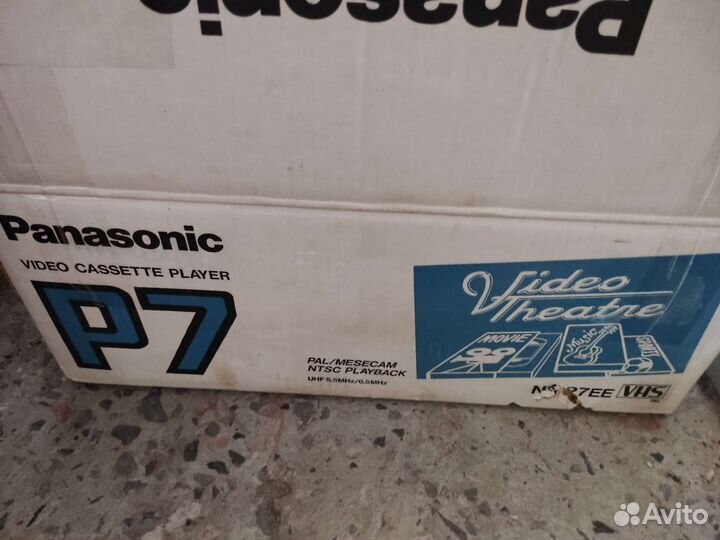 Panasonic
Panasonic
VIDEO CASSETTE PLAYER
P7
PAL/MESECAM
NTSC PLAYBACK
UHF 5.5MHz/6.5MHz
Video
Theatre
MOVIE
Music
VHS
Avito